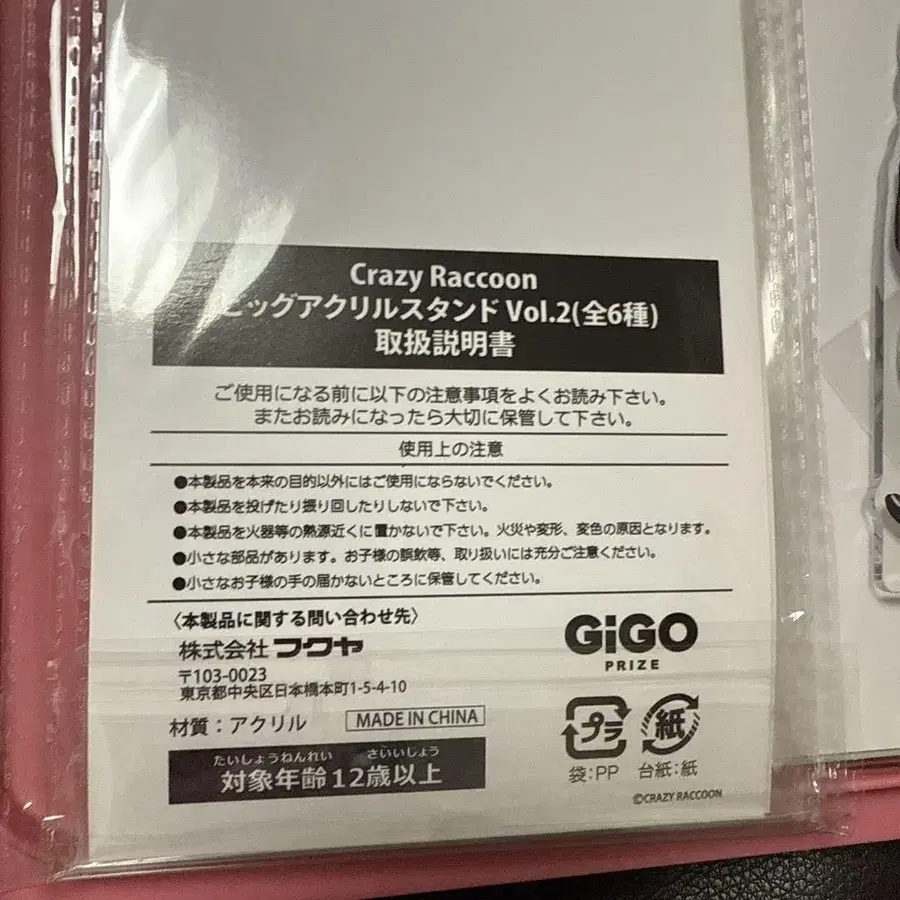 Crazy Raccoon
ビッグアクリルスタンド Vol.2(全6種)
取扱説明書
ご使用になる前に以下の注意事項をよくお読み下さい。
またお読みになったら大切に保管して下さい。
使用上の注意
●本製品を本来の目的以外にはご使用にならないでください。
●本製品を投げたり振り回したりしないで下さい。
●本製品を火器等の熱源近くに置かないで下さい。火災や変形、変色の原因となります。
●小さな部品があります。お子様の誤飲等、取り扱いには充分ご注意ください。
●小さなお子様の手の届かないところに保管してください。
〈本製品に関する問い合わせ先〉
株式会社フクヤ
〒103-0023
東京都中央区日本橋本町1-5-4-10
材質:アクリル
MADE IN CHINA
たいしょうねんれい さいいじょう
対象年齢12歳以上
GiGO
PRIZE
プラ
紙
袋:PP
台紙:紙
©CRAZY RACCOON